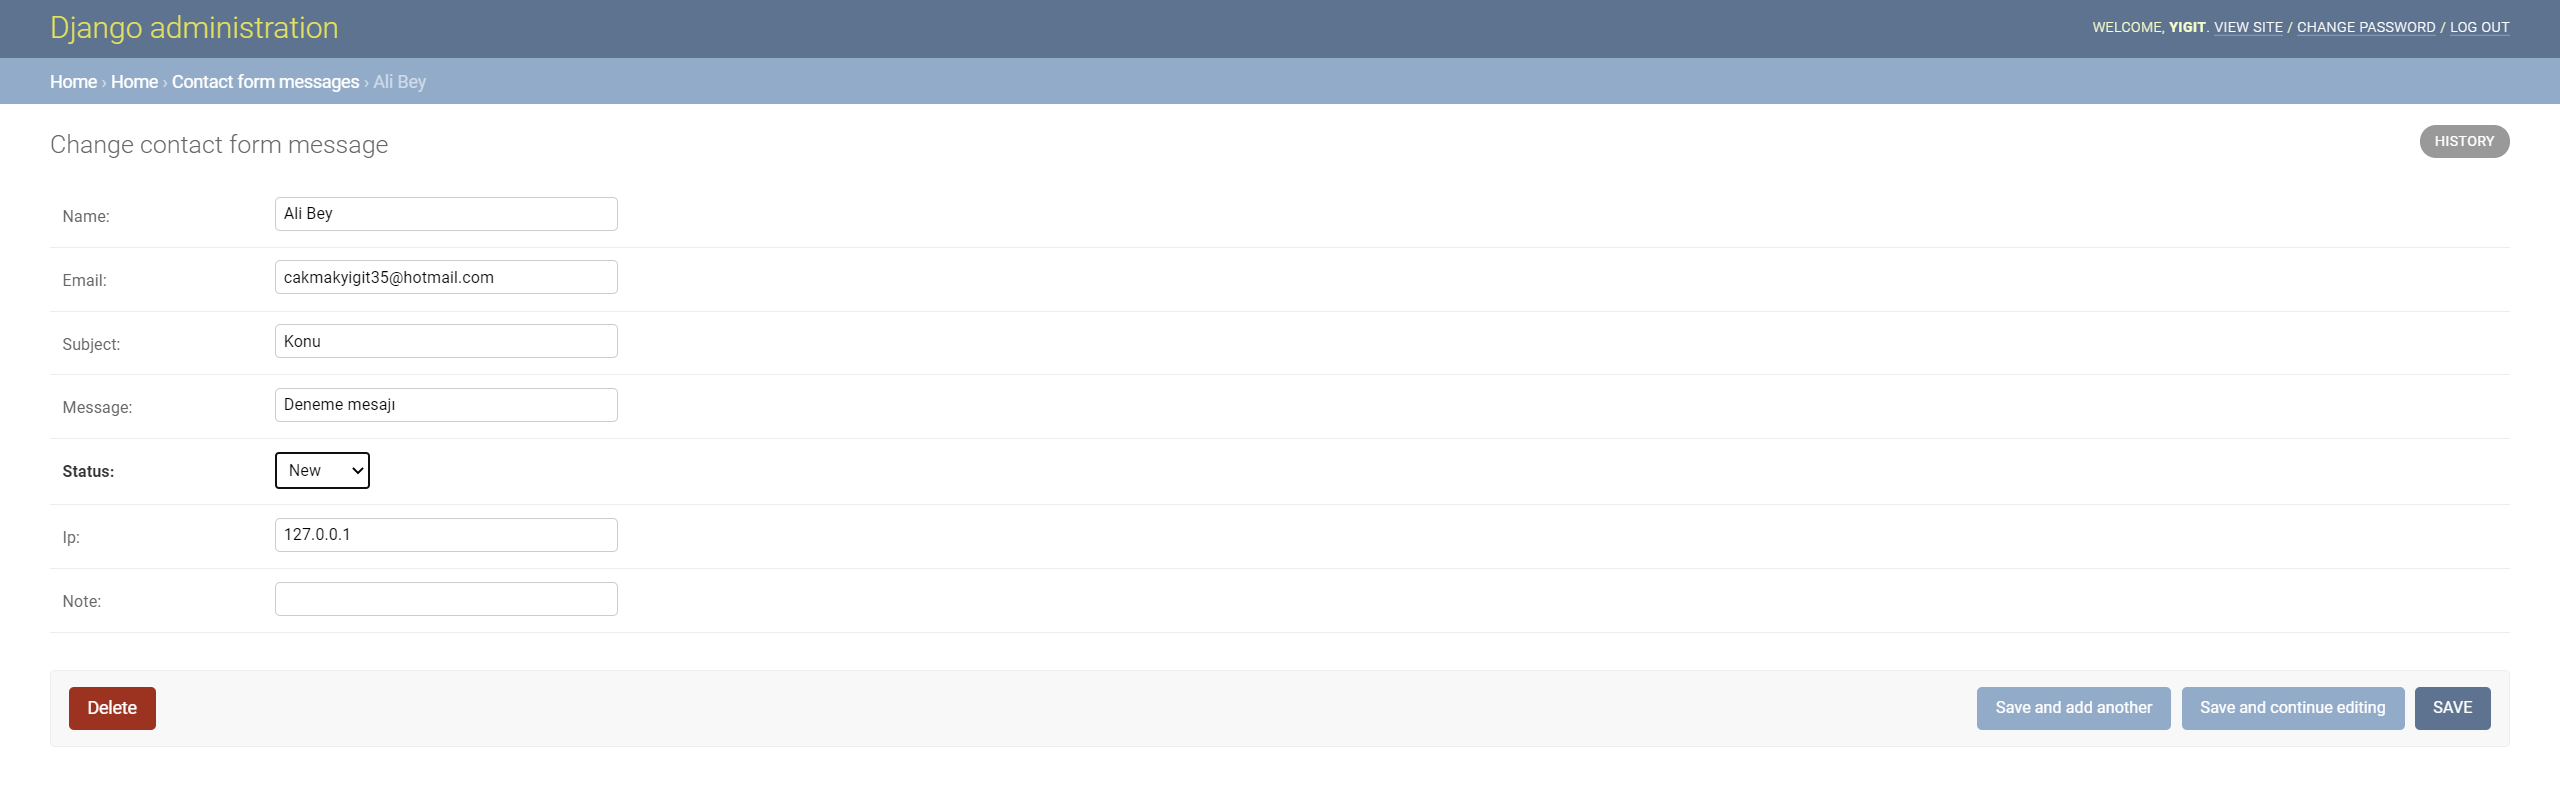 Django administration
WELCOME, YIGIT. VIEW SITE / CHANGE PASSWORD / LOG OUT
Home › Home › Contact form messages › Ali Bey
Change contact form message
HISTORY
Name: Ali Bey
Email: cakmakyigit35@hotmail.com
Subject: Konu
Message: Deneme mesajı
Status: New
Ip: 127.0.0.1
Note:
Delete
Save and add another
Save and continue editing
SAVE